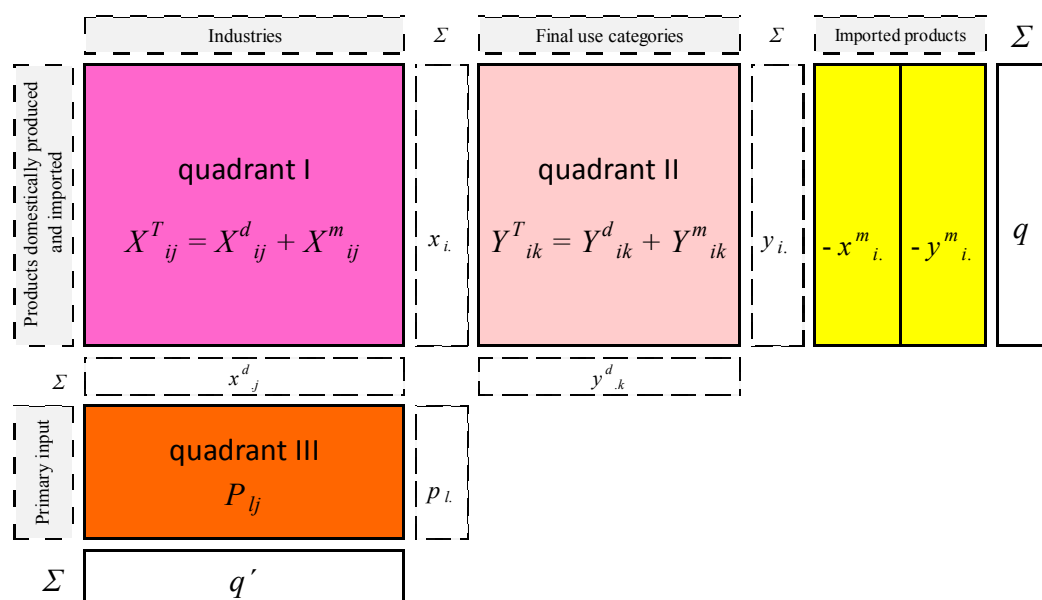 Industries
Σ
Final use categories
Σ
Imported products
Σ
Products domestically produced
and imported
quadrant I
X^T_ij = X^d_ij + X^m_ij
x_i.
quadrant II
Y^T_ik = Y^d_ik + Y^m_ik
y_i.
- x^m_i.
- y^m_i.
q
Σ
x^d_.j
y^d_.k
Primary input
quadrant III
P_lj
p_l.
Σ
q´